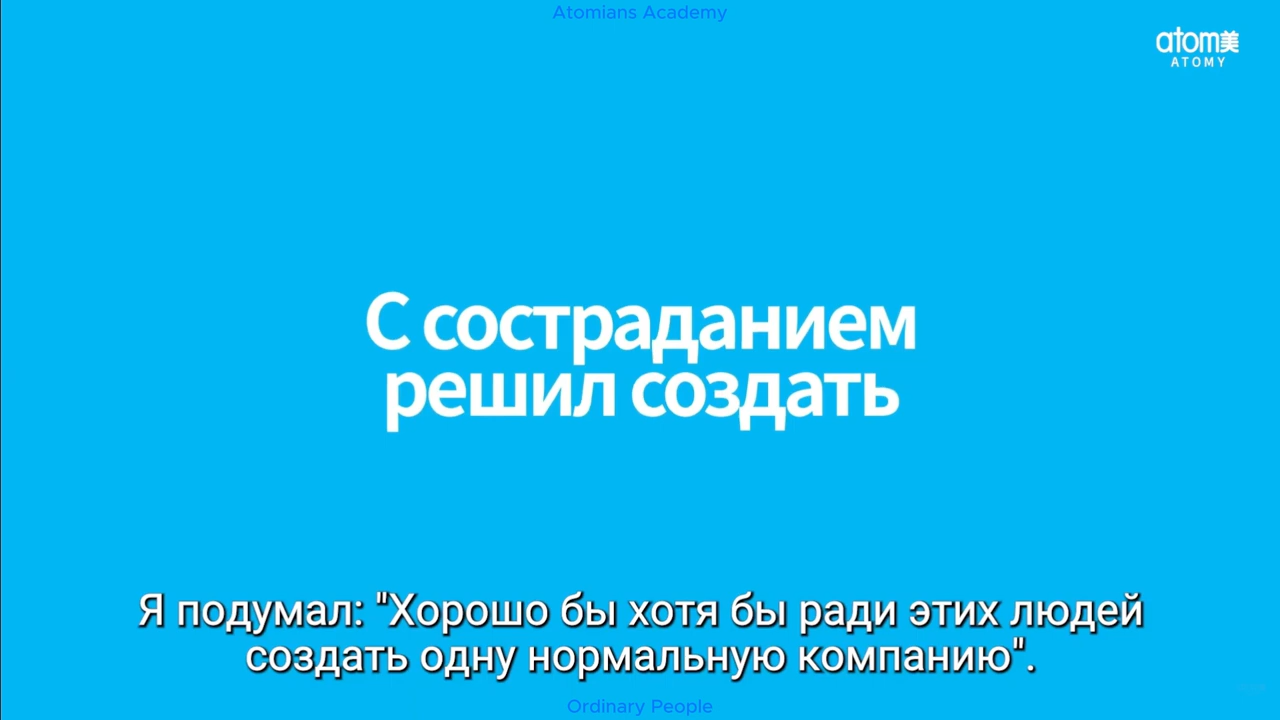 Atomians Academy
atom美
ATOMY
С состраданием
решил создать
Я подумал: "Хорошо бы хотя бы ради этих людей
создать одну нормальную компанию".
Ordinary People